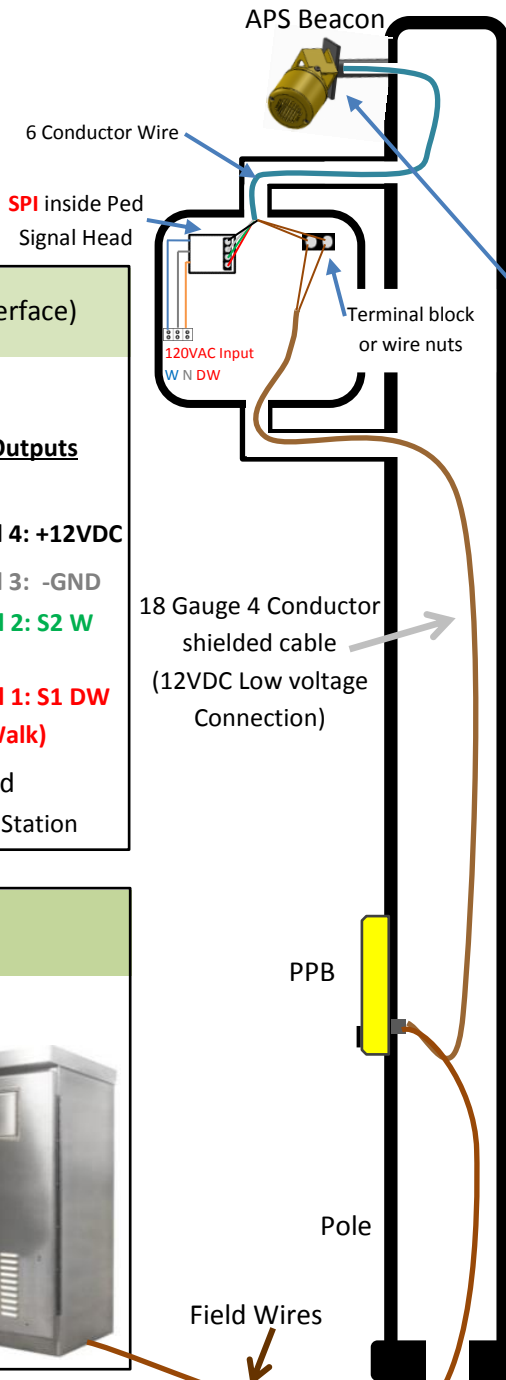 APS Beacon
6 Conductor Wire
SPI inside Ped
Signal Head
Terminal block
or wire nuts
120VAC Input
W N DW
erface)
Outputs
l 4: +12VDC
l 3: -GND
l 2: S2 W
l 1: S1 DW
Walk)
d
Station
18 Gauge 4 Conductor
shielded cable
(12VDC Low voltage
Connection)
PPB
Pole
Field Wires